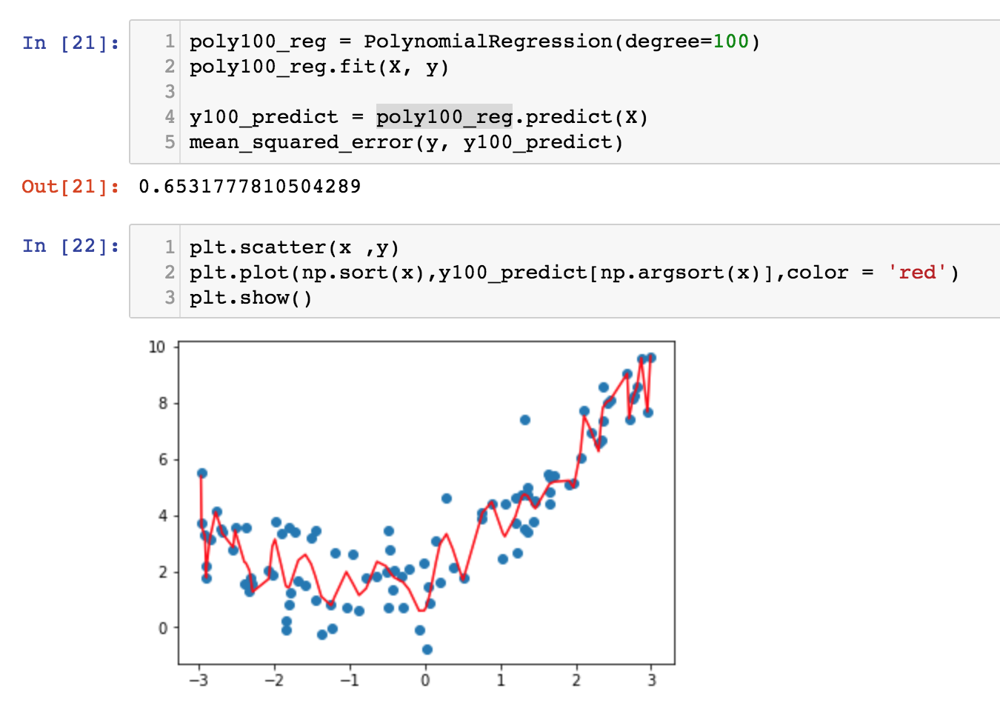 In [21]:
1 poly100_reg = PolynomialRegression(degree=100)
2 poly100_reg.fit(X, y)
3
4 y100_predict = poly100_reg.predict(X)
5 mean_squared_error(y, y100_predict)
Out[21]: 0.6531777810504289
In [22]:
1 plt.scatter(x ,y)
2 plt.plot(np.sort(x),y100_predict[np.argsort(x)],color = 'red')
3 plt.show()
10
8
6
4
2
0
−3 −2 −1 0 1 2 3